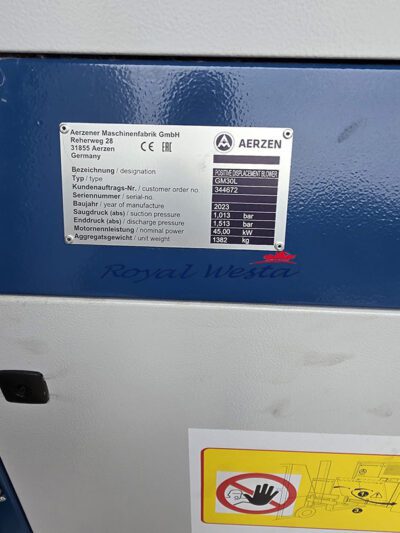 Aerzener Maschinenfabrik GmbH
Reherweg 28
31855 Aerzen
Germany
CE EAC
AERZEN
Bezeichnung / designation POSITIVE DISPLACEMENT BLOWER
Typ / type GM30L
Kundenauftrags-Nr. / customer order no 344672
Seriennummer / serial-no.
Baujahr / year of manufacture 2023
Saugdruck (abs) / suction pressure 1,013 bar
Enddruck (abs) / discharge pressure 1,513 bar
Motornennleistung / nominal power 45,00 kW
Aggregatsgewicht / unit weight 1382 kg
Royal Westa